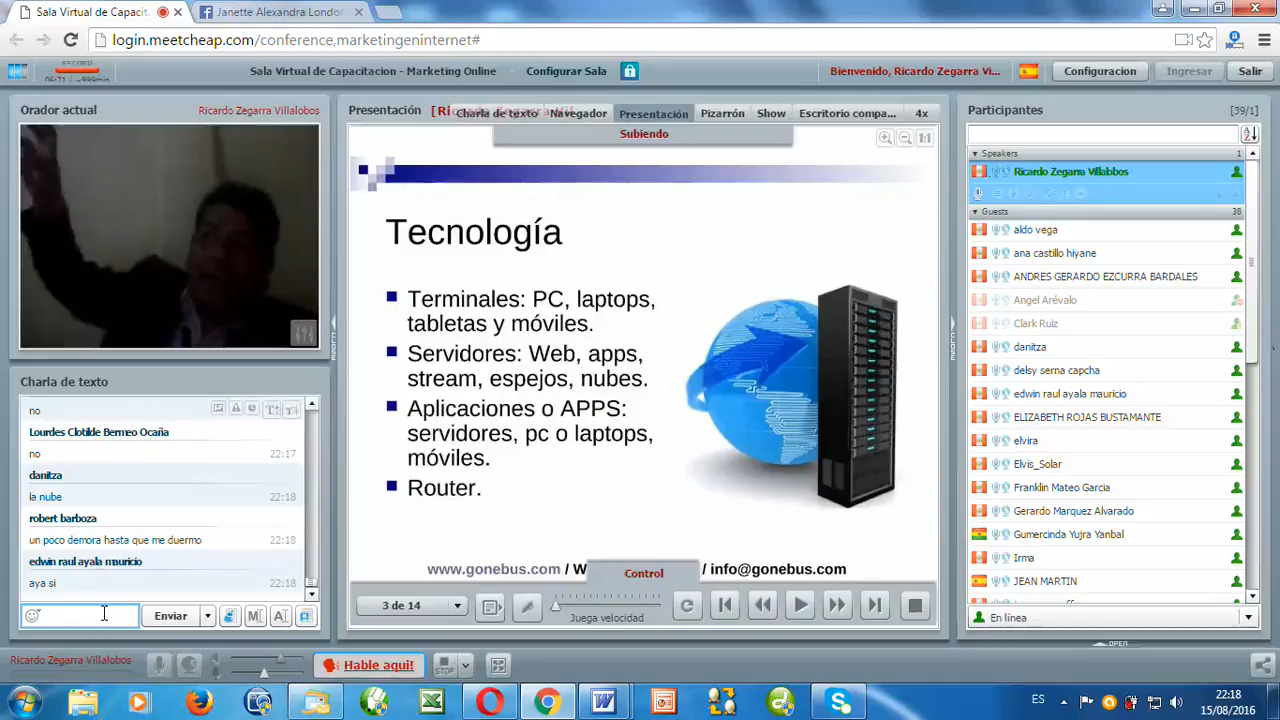 Sala Virtual de Capacit
Janette Alexandra Londo
login.meetcheap.com/conference,marketingeninternet#
RECORD
Sala Virtual de Capacitacion - Marketing Online
Configurar Sala
Bienvenido, Ricardo Zegarra Vi...
Configuracion
Ingresar
Salir
Orador actual
Ricardo Zegarra Villalobos
Presentación
Charla de texto
Navegador
Presentación
Pizarrón
Show
Escritorio compa...
4x
Subiendo
Participantes
[39/1]
Speakers
1
Ricardo Zegarra Villalobos
Guests
38
aldo vega
ana castillo hiyane
ANDRES GERARDO EZCURRA BARDALES
Angel Arévalo
Clark Ruiz
danitza
delsy serna capcha
edwin raul ayala mauricio
ELIZABETH ROJAS BUSTAMANTE
elvira
Elvis_Solar
Franklin Mateo Garcia
Gerardo Marquez Alvarado
Gumercinda Yujra Yanbal
Irma
JEAN MARTIN
En línea
OPEN
Tecnología
Terminales: PC, laptops,
tabletas y móviles.
Servidores: Web, apps,
stream, espejos, nubes.
Aplicaciones o APPS:
servidores, pc o laptops,
móviles.
Router.
www.gonebus.com / W
/ info@gonebus.com
Control
3 de 14
Juega velocidad
Charla de texto
no
Lourdes Clotilde Bermeo Ocaña
no
22:17
danitza
la nube
22:18
robert barboza
un poco demora hasta que me duermo
22:18
edwin raul ayala mauricio
aya si
22:18
Enviar
Ricardo Zegarra Villalobos
Hable aqui!
STOP
ES
22:18
15/08/2016